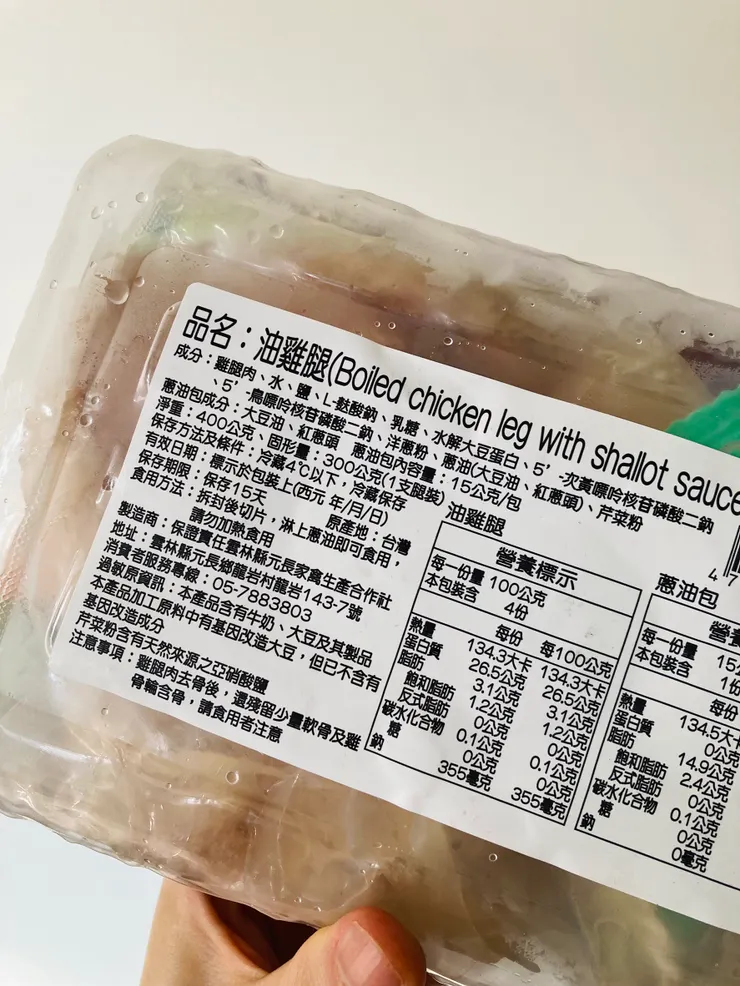 品名：油雞腿(Boiled chicken leg with shallot sauce
成分：雞腿肉、水、鹽、L-麩酸鈉、乳糖、水解大豆蛋白、5'-次黃嘌呤核苷磷酸二鈉
、5'-鳥嘌呤核苷磷酸二鈉、洋蔥粉、蔥油(大豆油、紅蔥頭)、芹菜粉
蔥油包成分：大豆油、紅蔥頭 蔥油包內容量：15公克/包
淨重：400公克、固形量：300公克(1支腿裝)
保存方法及條件：冷藏4℃以下，冷藏保存
有效日期：標示於包裝上(西元 年/月/日)
保存期限：保存15天 原產地：台灣
食用方法：拆封後切片，淋上蔥油即可食用，
請勿加熱食用
製造商：保證責任雲林縣元長家禽生產合作社
地址：雲林縣元長鄉龍岩村龍岩143-7號
消費者服務專線：05-7883803
過敏原資訊：本產品含有牛奶、大豆及其製品
本產品加工原料中有基因改造大豆，但已不含有
基因改造成分
芹菜粉含有天然來源之亞硝酸鹽
注意事項：雞腿肉去骨後，還殘留少量軟骨及雞
骨輪含骨，請食用者注意
油雞腿
營養標示
每一份量 100公克
本包裝含 4份
每份 每100公克
熱量 134.3大卡 134.3大卡
蛋白質 26.5公克 26.5公克
脂肪 3.1公克 3.1公克
飽和脂肪 1.2公克 1.2公克
反式脂肪 0公克 0公克
碳水化合物 0.1公克 0.1公克
糖 0公克 0公克
鈉 355毫克 355毫克
4 7
蔥油包
營養
每一份量 15公
本包裝含 1份
每份
熱量 134.5大卡
蛋白質 0公克
脂肪 14.9公克
飽和脂肪 2.4公克
反式脂肪 0公克
碳水化合物 0.1公克
糖 0公克
鈉 0毫克